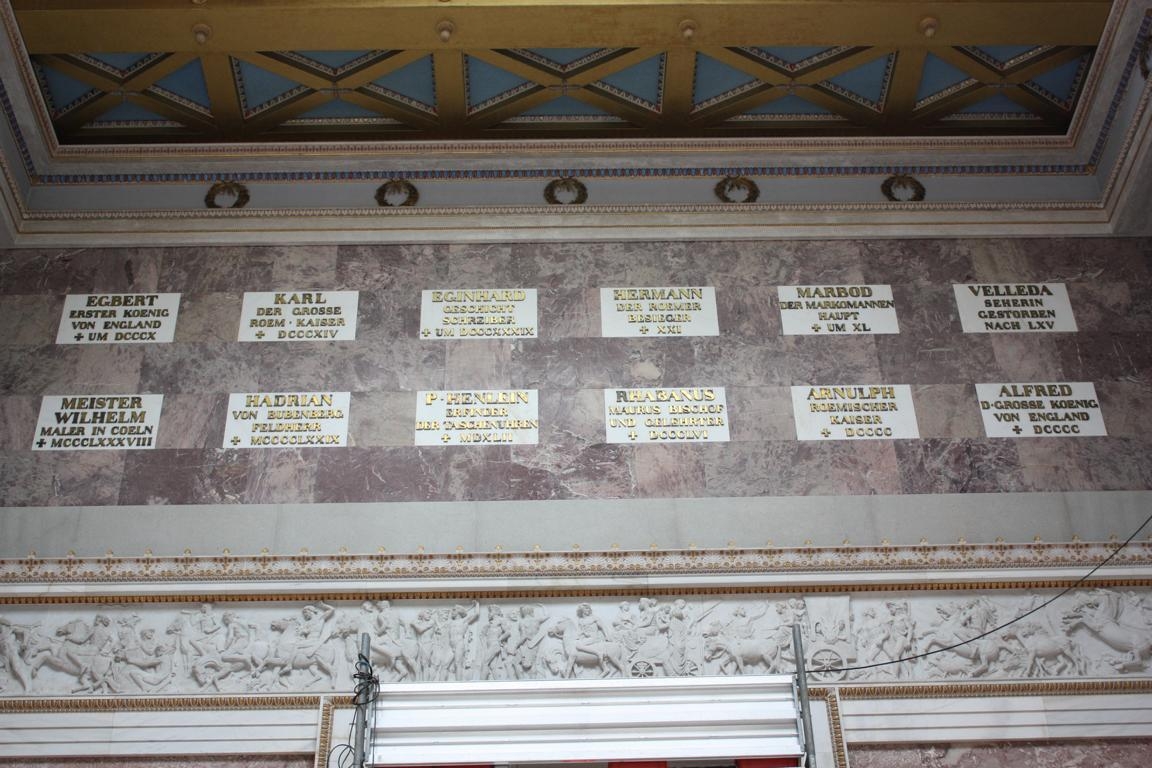 EGBERT
ERSTER KOENIG
VON ENGLAND
✢ UM DCCCX
KARL
DER GROSSE
ROEM · KAISER
✢ DCCCXIV
EGINHARD
GESCHICHT
SCHREIBER
✢ UM DCCCXXXIX
HERMANN
DER ROEMER
BESIEGER
✢ XXI
MARBOD
DER MARKOMANNEN
HAUPT
✢ UM XL
VELLEDA
SEHERIN
GESTORBEN
NACH LXV
MEISTER
WILHELM
MALER IN COELN
✢ MCCCLXXXVIII
HADRIAN
VON BUBENBERG
FELDHERR
✢ MCCCCLXXIX
P · HENLEIN
ERFINDER
DER TASCHENUHREN
✢ MDXLII
RHABANUS
MAURUS BISCHOF
UND GELEHRTER
✢ DCCCLVI
ARNULPH
ROEMISCHER
KAISER
✢ DCCCC
ALFRED
D · GROSSE KOENIG
VON ENGLAND
✢ DCCCC